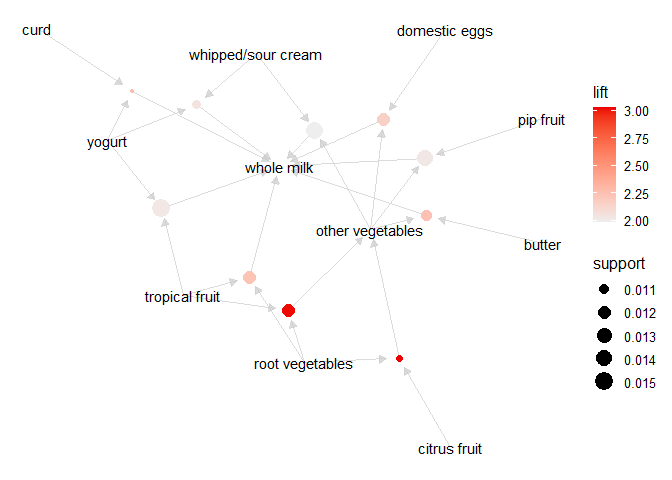 curd
domestic eggs
whipped/sour cream
pip fruit
yogurt
whole milk
other vegetables
butter
tropical fruit
root vegetables
citrus fruit
lift
3.00
2.75
2.50
2.25
2.00
support
0.011
0.012
0.013
0.014
0.015